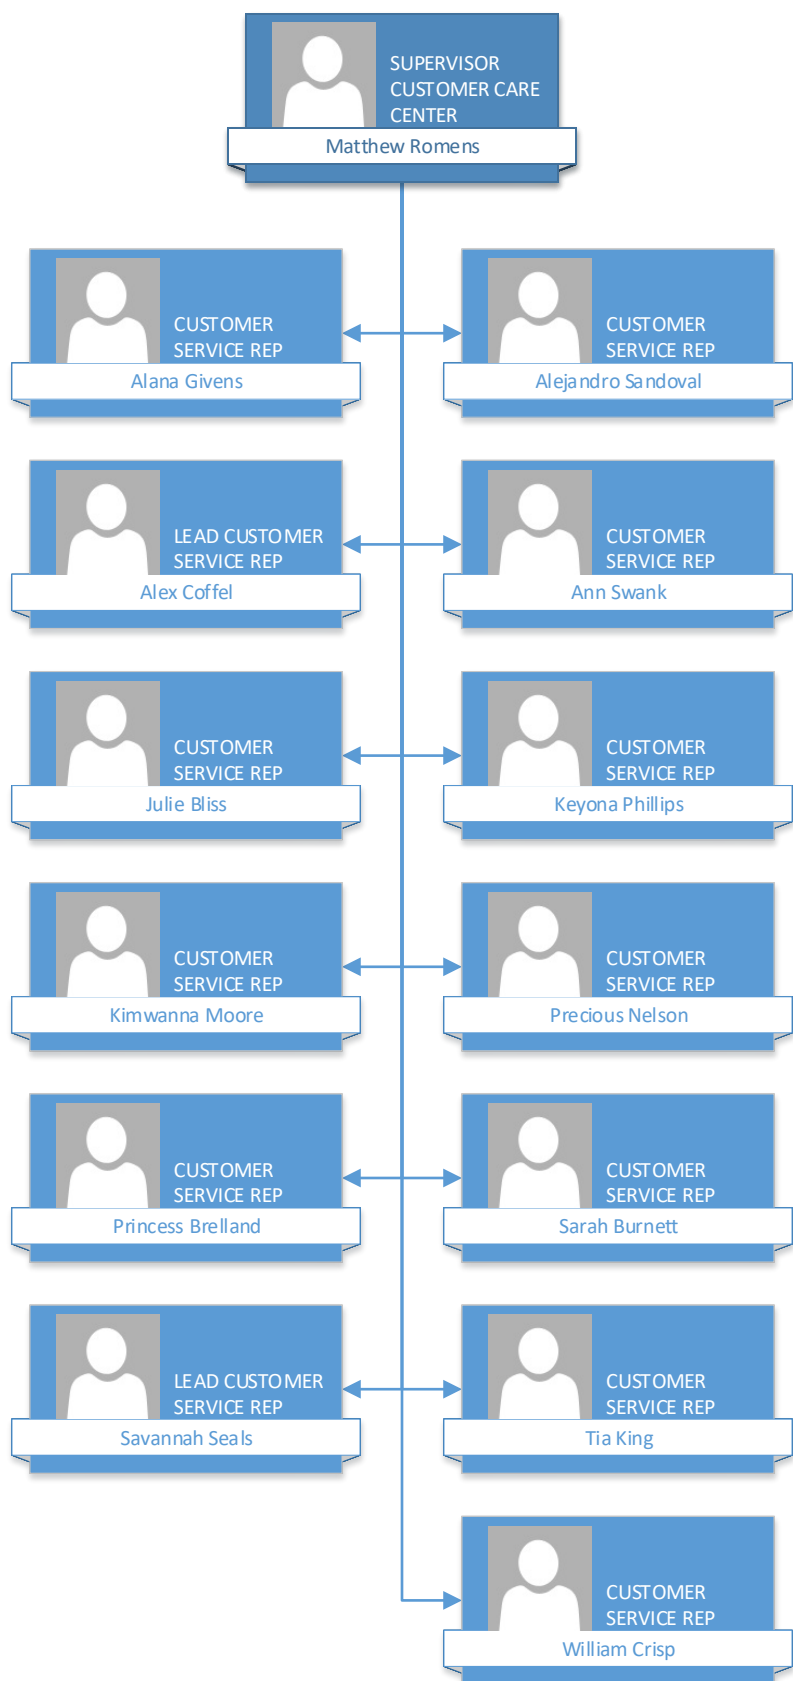 SUPERVISOR
CUSTOMER CARE
CENTER
Matthew Romens
CUSTOMER
SERVICE REP
Alana Givens
CUSTOMER
SERVICE REP
Alejandro Sandoval
LEAD CUSTOMER
SERVICE REP
Alex Coffel
CUSTOMER
SERVICE REP
Ann Swank
CUSTOMER
SERVICE REP
Julie Bliss
CUSTOMER
SERVICE REP
Keyona Phillips
CUSTOMER
SERVICE REP
Kimwanna Moore
CUSTOMER
SERVICE REP
Precious Nelson
CUSTOMER
SERVICE REP
Princess Brelland
CUSTOMER
SERVICE REP
Sarah Burnett
LEAD CUSTOMER
SERVICE REP
Savannah Seals
CUSTOMER
SERVICE REP
Tia King
CUSTOMER
SERVICE REP
William Crisp